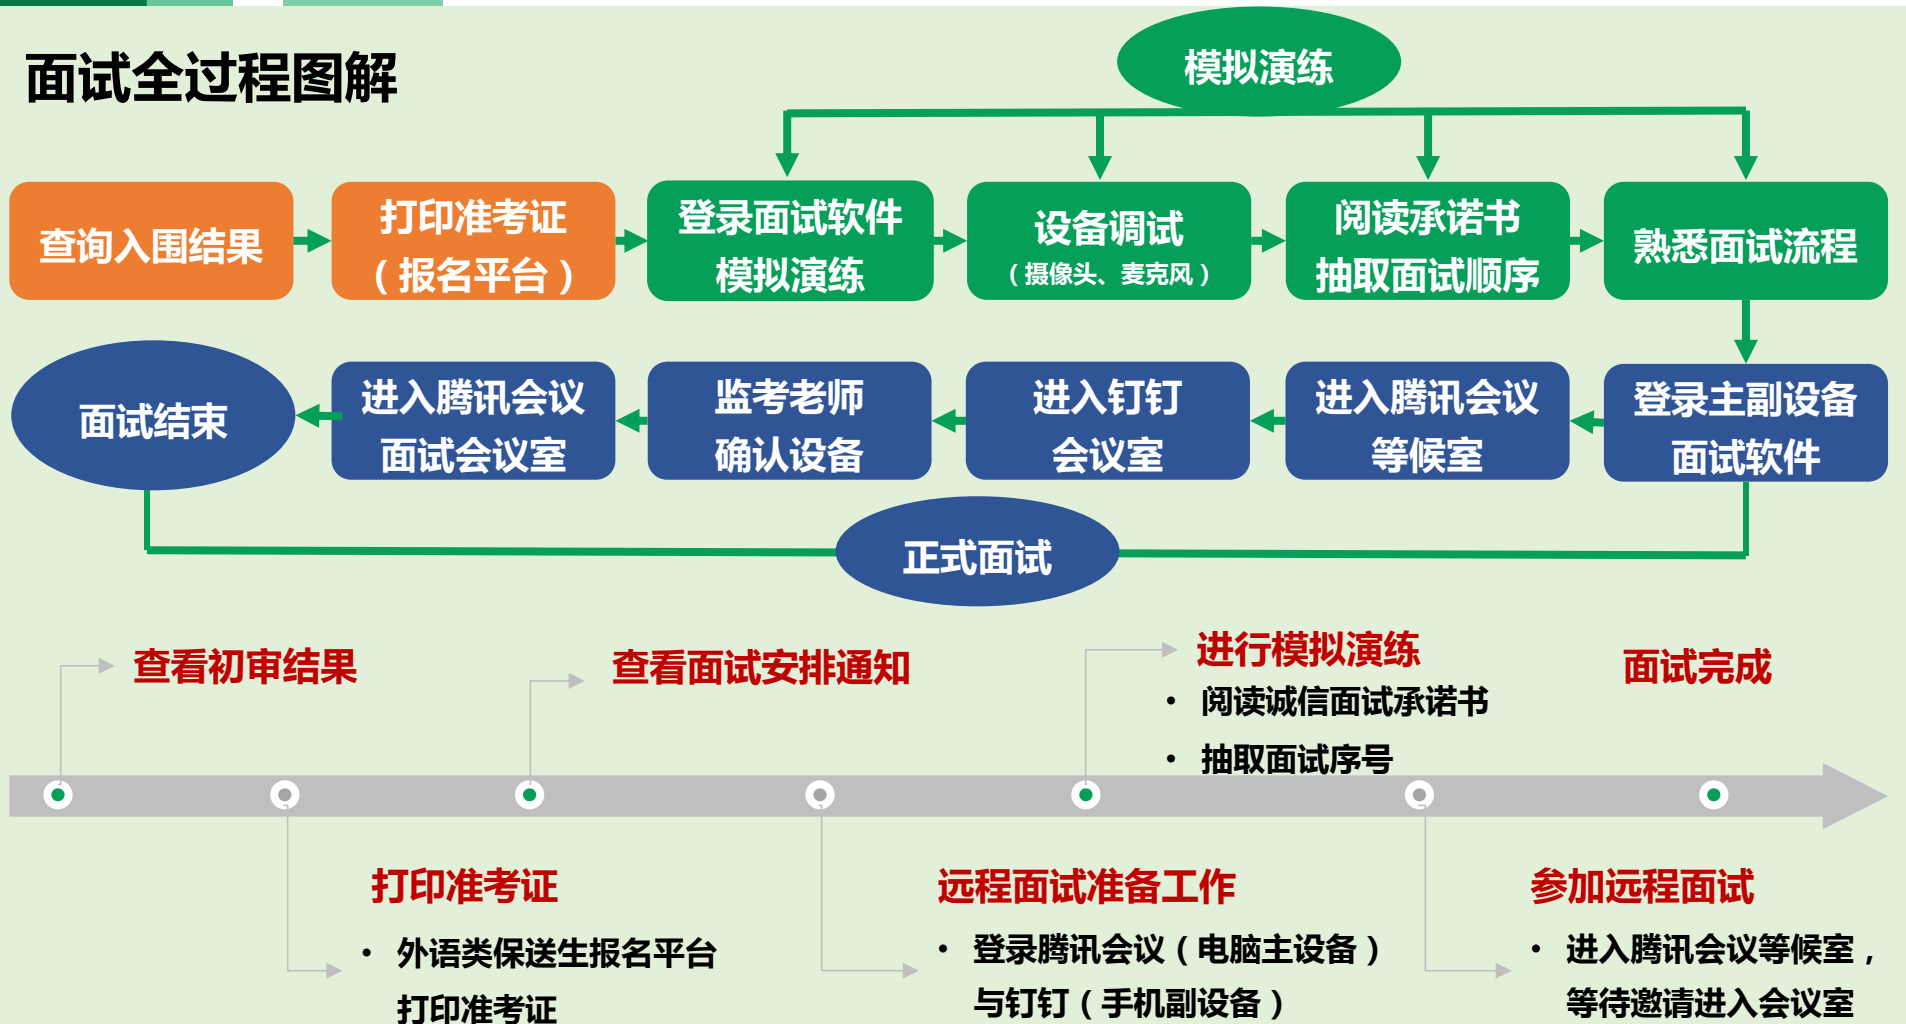 面试全过程图解
模拟演练
查询入围结果
打印准考证
（报名平台）
登录面试软件
模拟演练
设备调试
（摄像头、麦克风）
阅读承诺书
抽取面试顺序
熟悉面试流程
面试结束
进入腾讯会议
面试会议室
监考老师
确认设备
进入钉钉
会议室
进入腾讯会议
等候室
登录主副设备
面试软件
正式面试
查看初审结果
查看面试安排通知
进行模拟演练
• 阅读诚信面试承诺书
• 抽取面试序号
面试完成
打印准考证
• 外语类保送生报名平台
打印准考证
远程面试准备工作
• 登录腾讯会议（电脑主设备）
与钉钉（手机副设备）
参加远程面试
• 进入腾讯会议等候室，
等待邀请进入会议室